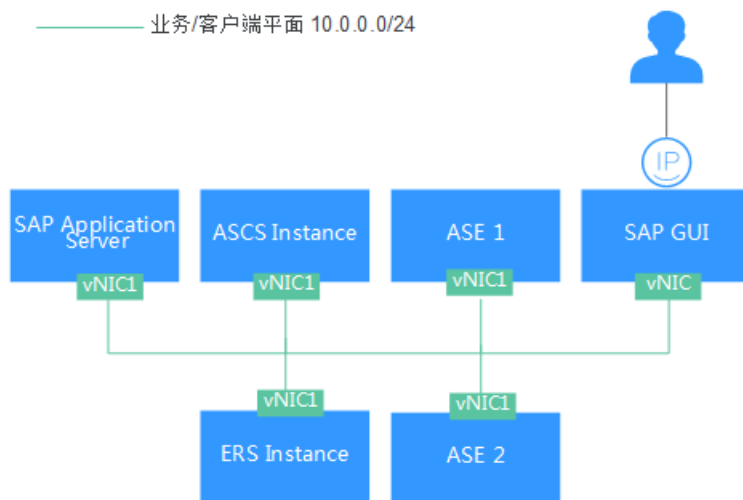 业务/客户端平面 10.0.0.0/24
IP
SAP Application
Server
ASCS Instance
ASE 1
SAP GUI
vNIC1
vNIC1
vNIC1
vNIC
vNIC1
vNIC1
ERS Instance
ASE 2